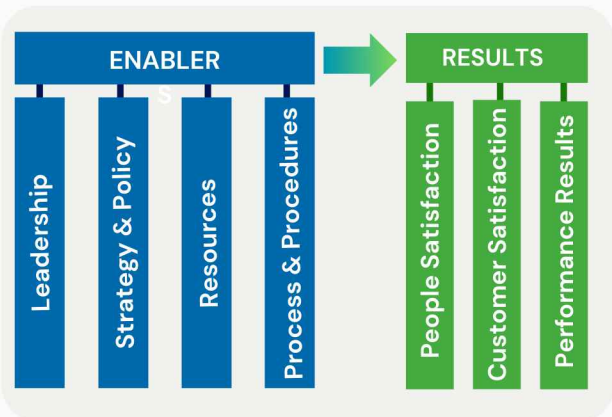 ENABLER
S
RESULTS
Leadership
Strategy & Policy
Resources
Process & Procedures
People Satisfaction
Customer Satisfaction
Performance Results